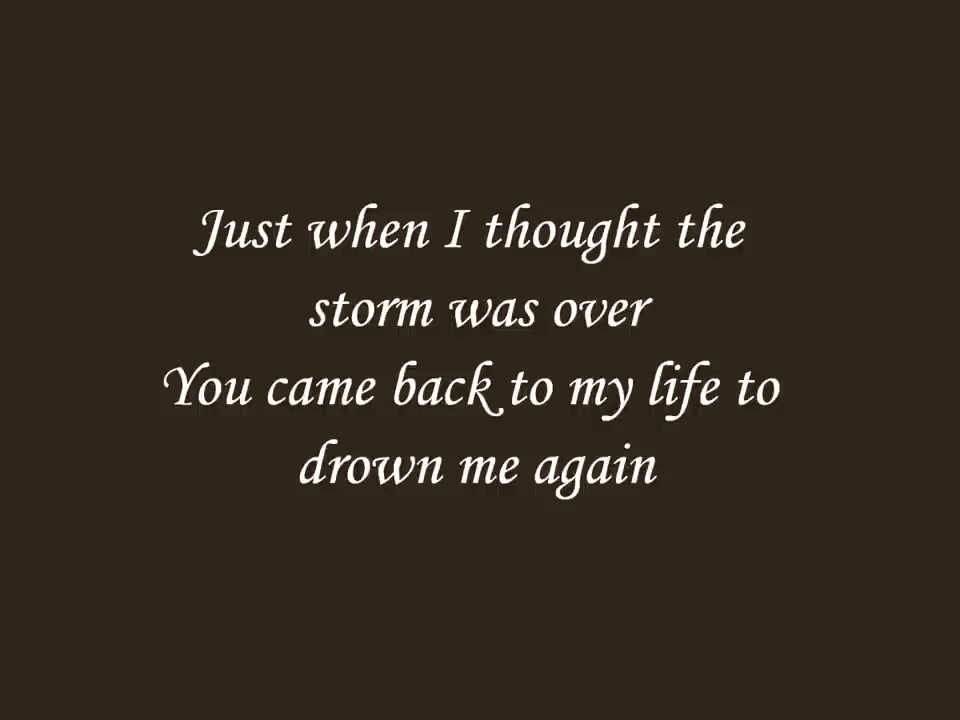 Just when I thought the
storm was over
You came back to my life to
drown me again